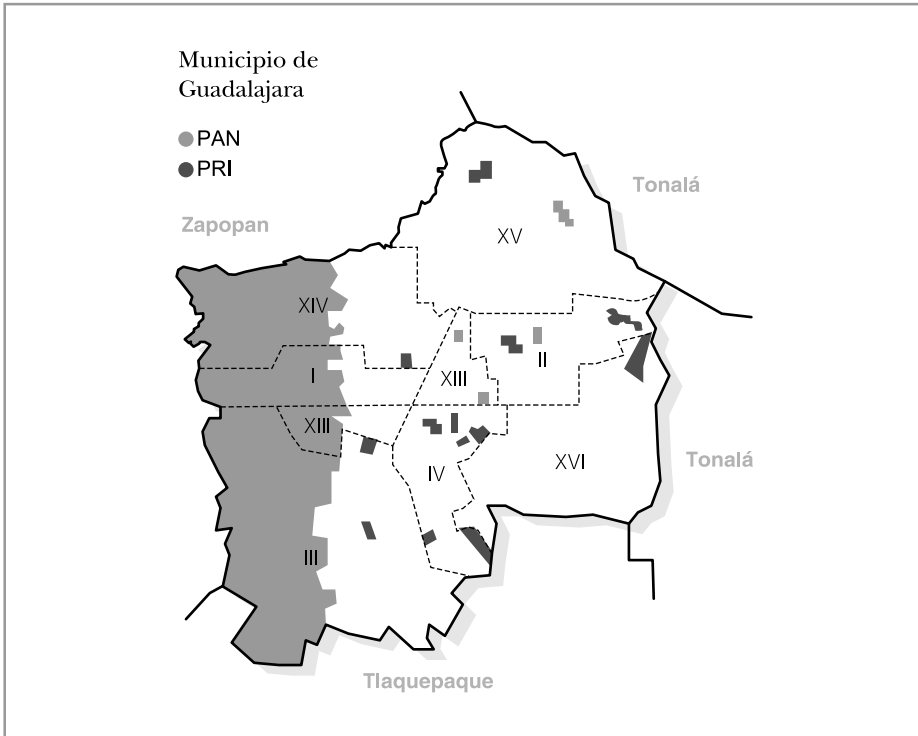 Municipio de
Guadalajara
PAN
PRI
Tonalá
Zapopan
XV
XIV
II
I
XIII
XIII
IV
XVI
Tonalá
III
Tlaquepaque